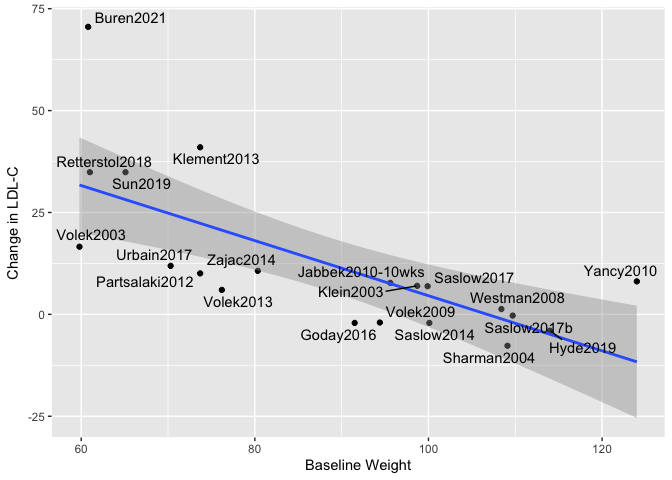 75
Buren2021
50
Klement2013
Retterstol2018
Sun2019
25
Volek2003
Urbain2017
Zajac2014
Partsalaki2012
Volek2013
Jabbek2010-10wks
Saslow2017
Klein2003
Yancy2010
Westman2008
Volek2009
0
Goday2016
Saslow2014
Saslow2017b
Hyde2019
Sharman2004
-25
60
80
100
120
Baseline Weight
Change in LDL-C